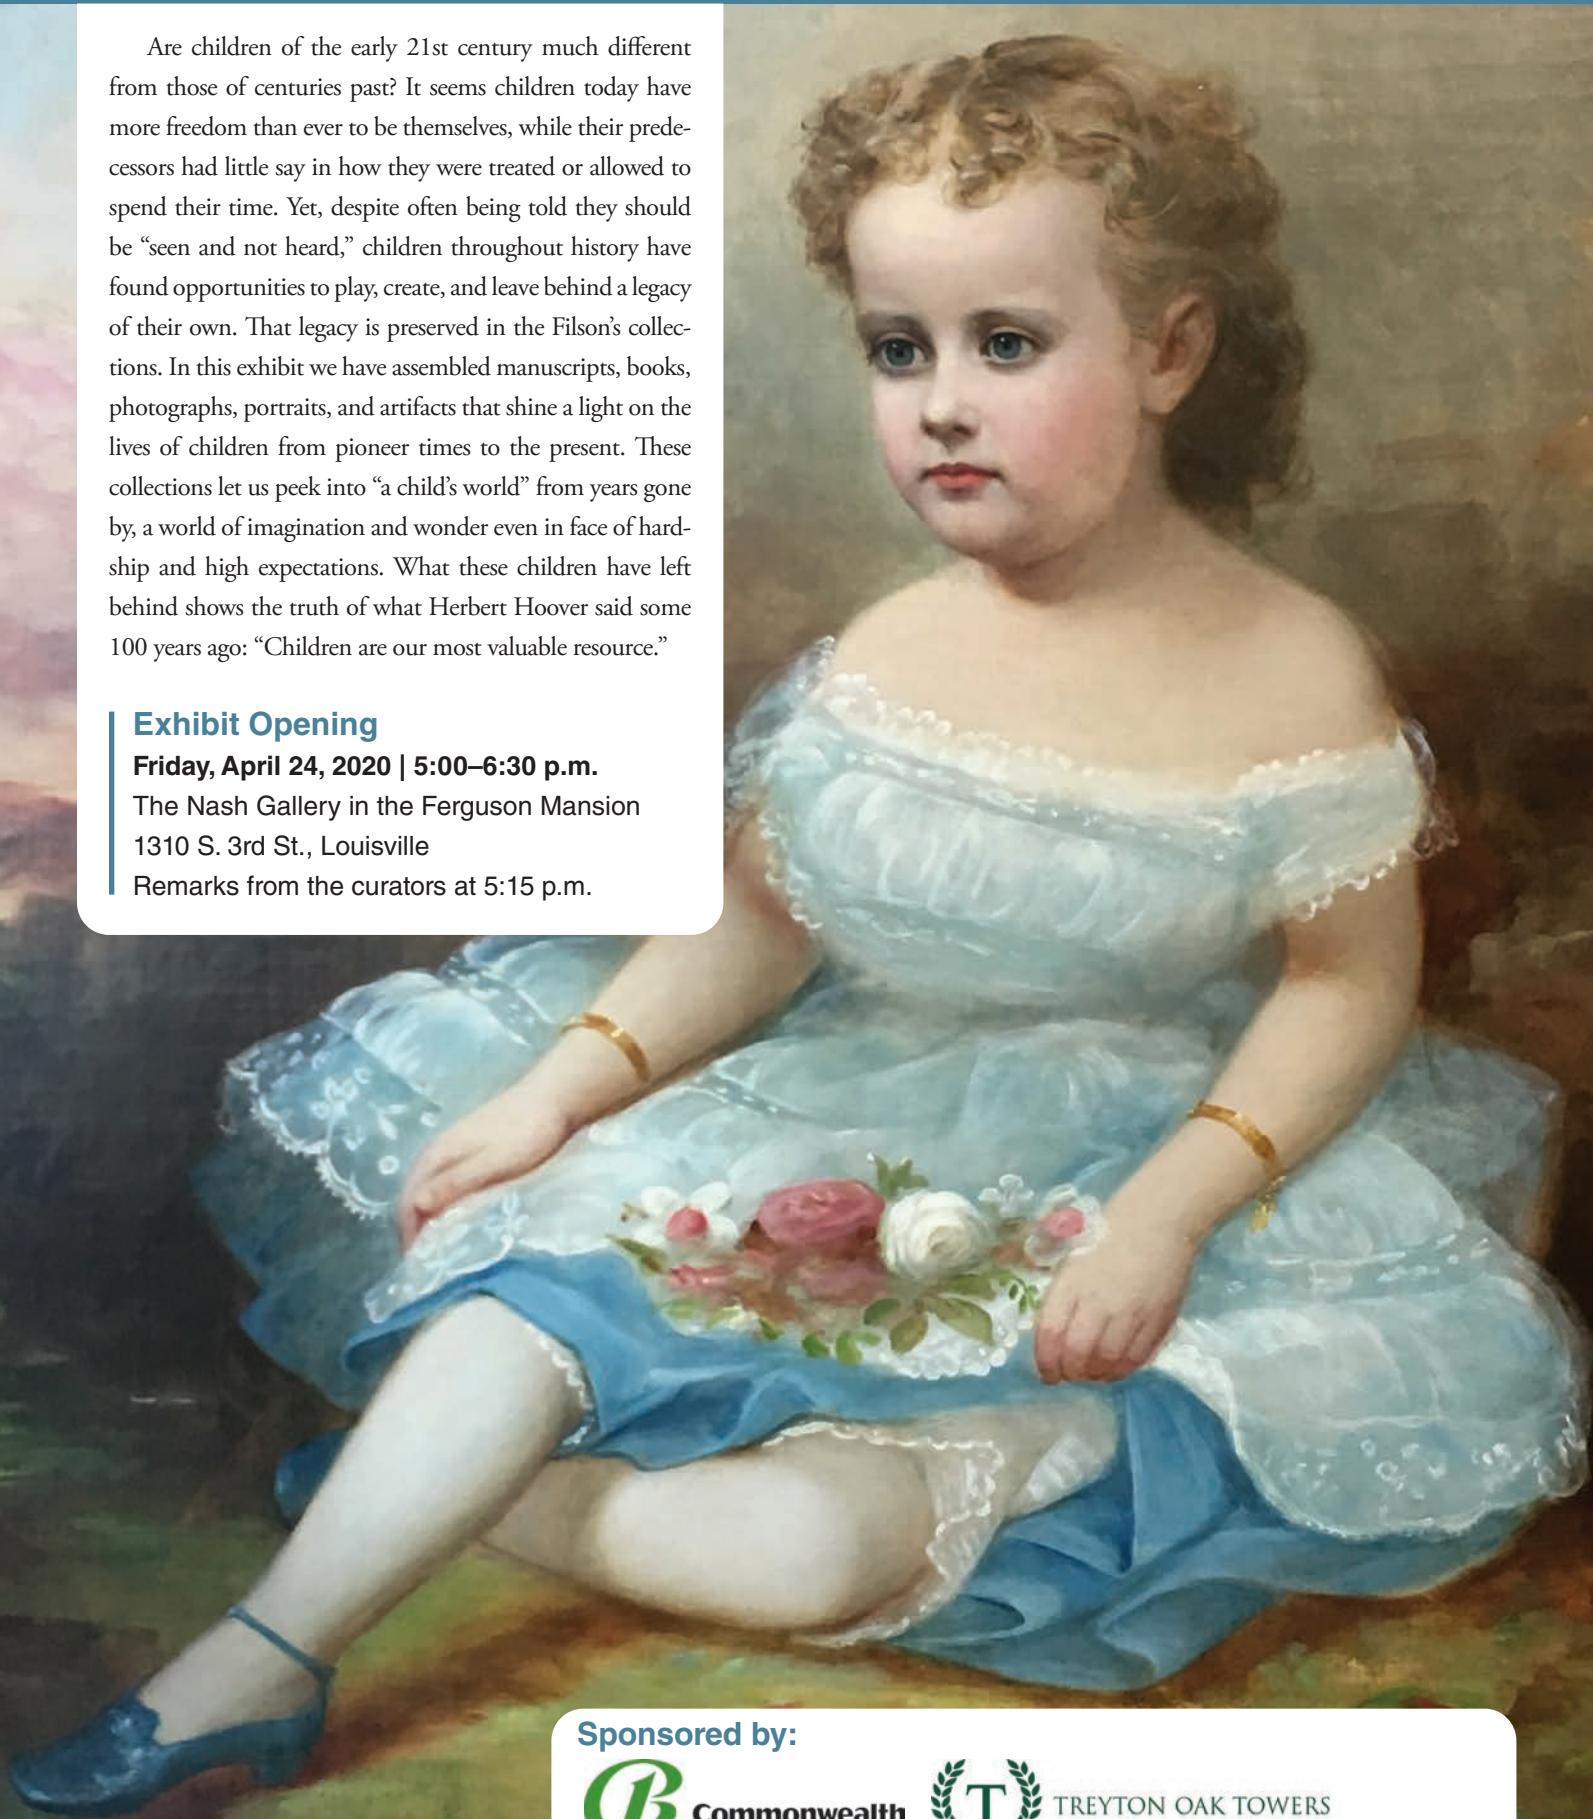 Are children of the early 21st century much different
from those of centuries past? It seems children today have
more freedom than ever to be themselves, while their prede-
cessors had little say in how they were treated or allowed to
spend their time. Yet, despite often being told they should
be “seen and not heard,” children throughout history have
found opportunities to play, create, and leave behind a legacy
of their own. That legacy is preserved in the Filson’s collec-
tions. In this exhibit we have assembled manuscripts, books,
photographs, portraits, and artifacts that shine a light on the
lives of children from pioneer times to the present. These
collections let us peek into “a child’s world” from years gone
by, a world of imagination and wonder even in face of hard-
ship and high expectations. What these children have left
behind shows the truth of what Herbert Hoover said some
100 years ago: “Children are our most valuable resource.”
Exhibit Opening
Friday, April 24, 2020 | 5:00–6:30 p.m.
The Nash Gallery in the Ferguson Mansion
1310 S. 3rd St., Louisville
Remarks from the curators at 5:15 p.m.
Sponsored by:
Commonwealth
T TREYTON OAK TOWERS